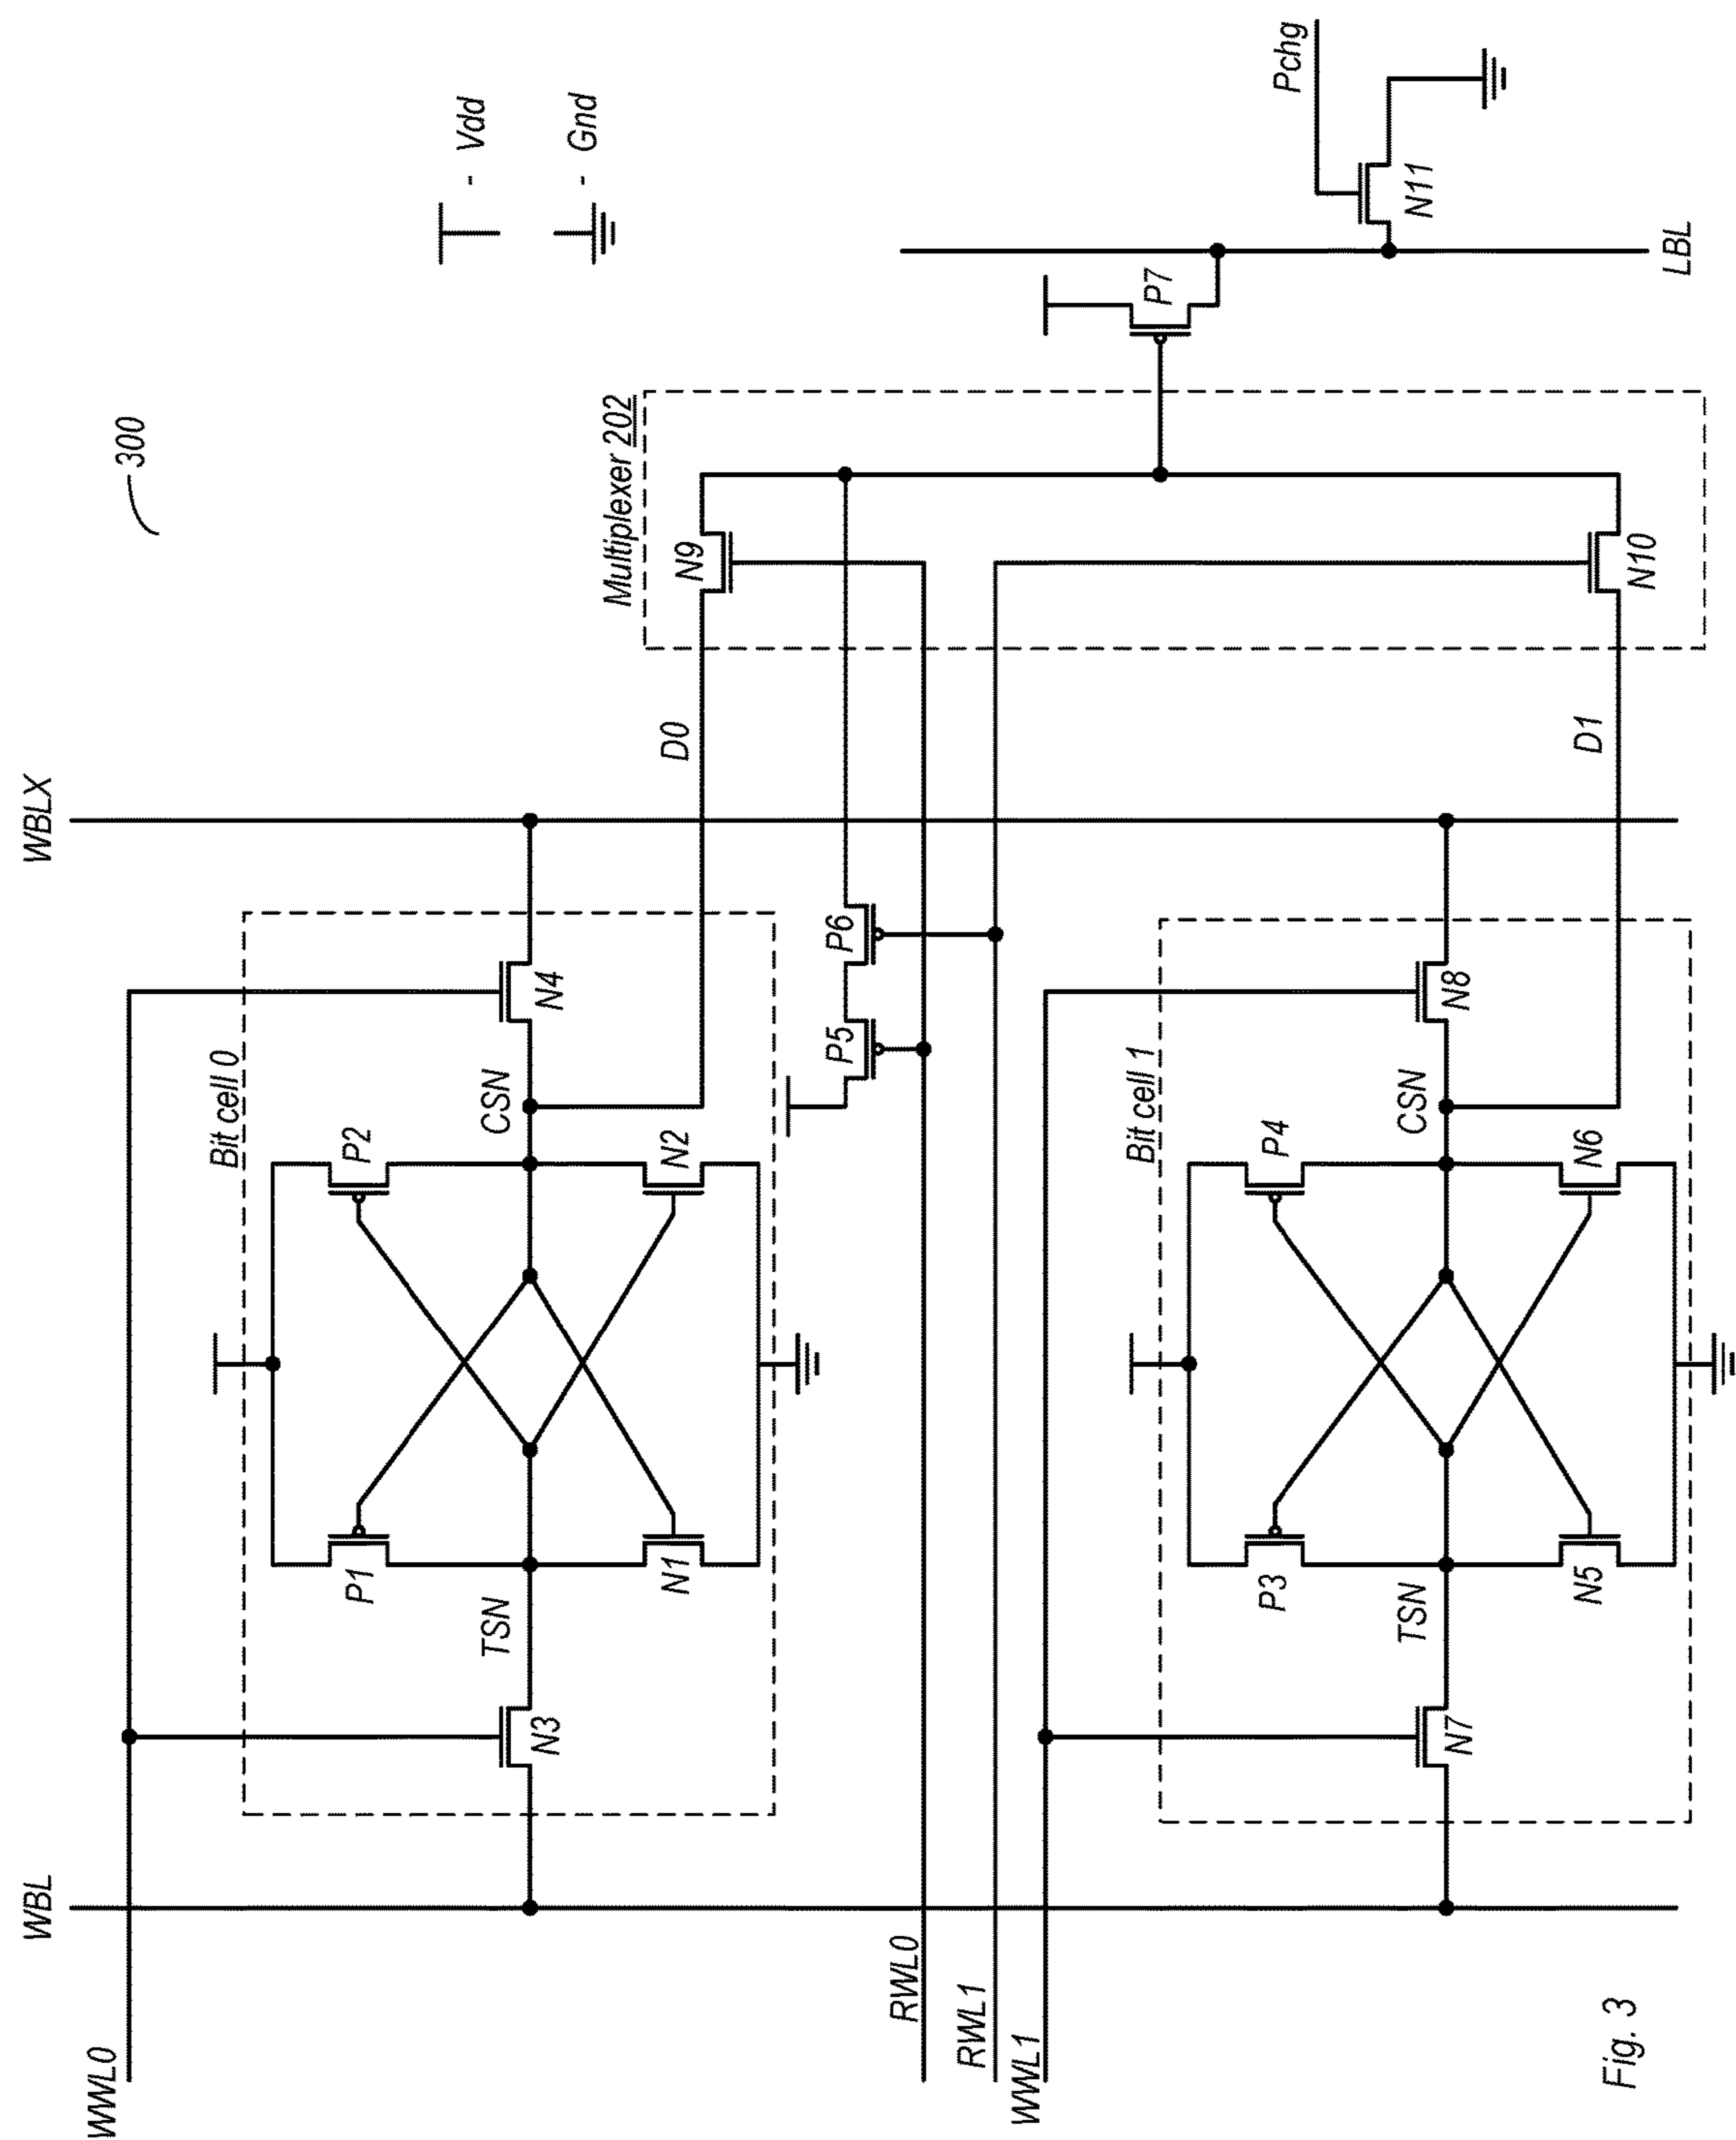 300
WBL
WBLX
WWL0
Bit cell 0
P1
P2
TSN
CSN
N3
N4
N1
N2
D0
- Vdd
- Gnd
Multiplexer 202
N9
P5
P6
RWL0
RWL1
WWL1
P7
Pchg
N11
LBL
Bit cell 1
P3
P4
TSN
CSN
N7
N8
N5
N6
D1
N10
Fig. 3